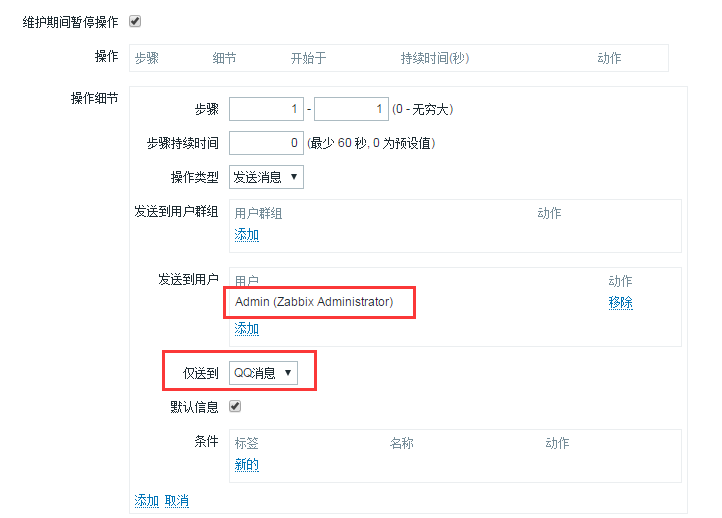 维护期间暂停操作
操作 步骤 细节 开始于 持续时间(秒) 动作
操作细节
步骤 1 - 1 (0 - 无穷大)
步骤持续时间 0 (最少 60 秒, 0 为预设值)
操作类型 发送消息
发送到用户群组 用户群组 动作
添加
发送到用户 用户 动作
Admin (Zabbix Administrator) 移除
添加
仅送到 QQ消息
默认信息
条件 标签 名称 动作
新的
添加 取消